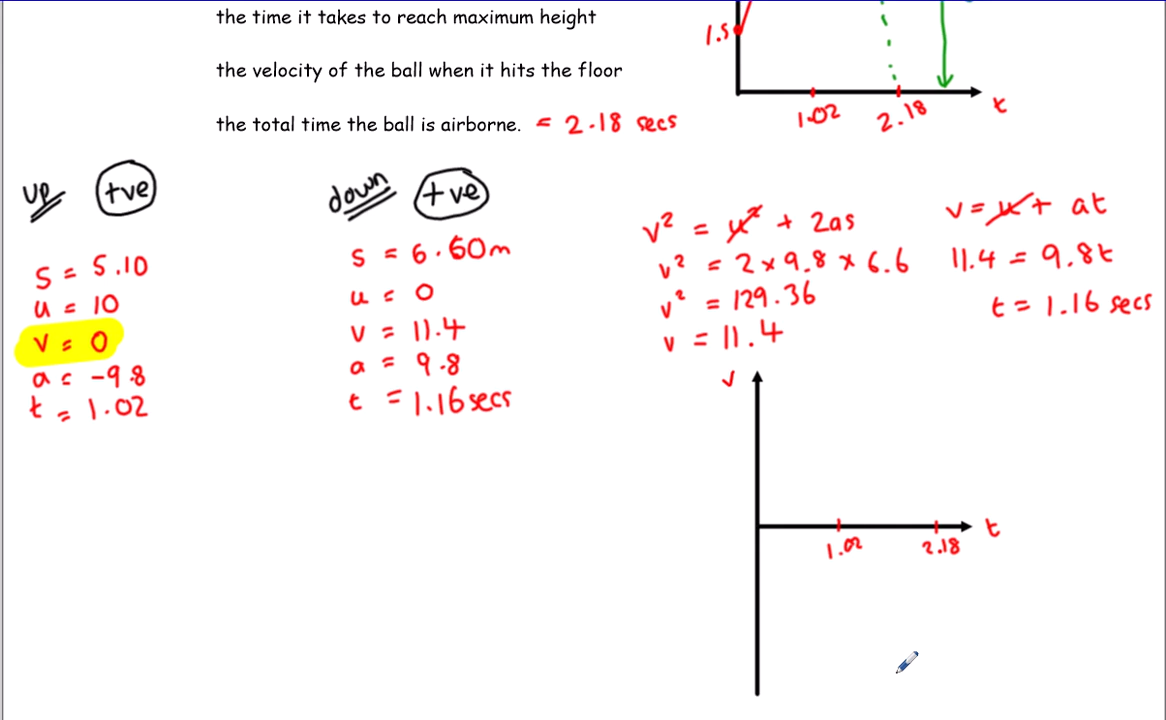 the time it takes to reach maximum height
the velocity of the ball when it hits the floor
the total time the ball is airborne. = 2.18 secs
1.5
1.02
2.18
t
up +ve
s = 5.10
u = 10
v = 0
a = -9.8
t = 1.02
down +ve
s = 6.60m
u = 0
v = 11.4
a = 9.8
t = 1.16 secs
v² = u² + 2as
v² = 2 × 9.8 × 6.6
v² = 129.36
v = 11.4
v = u + at
11.4 = 9.8t
t = 1.16 secs
v
t
1.02
2.18